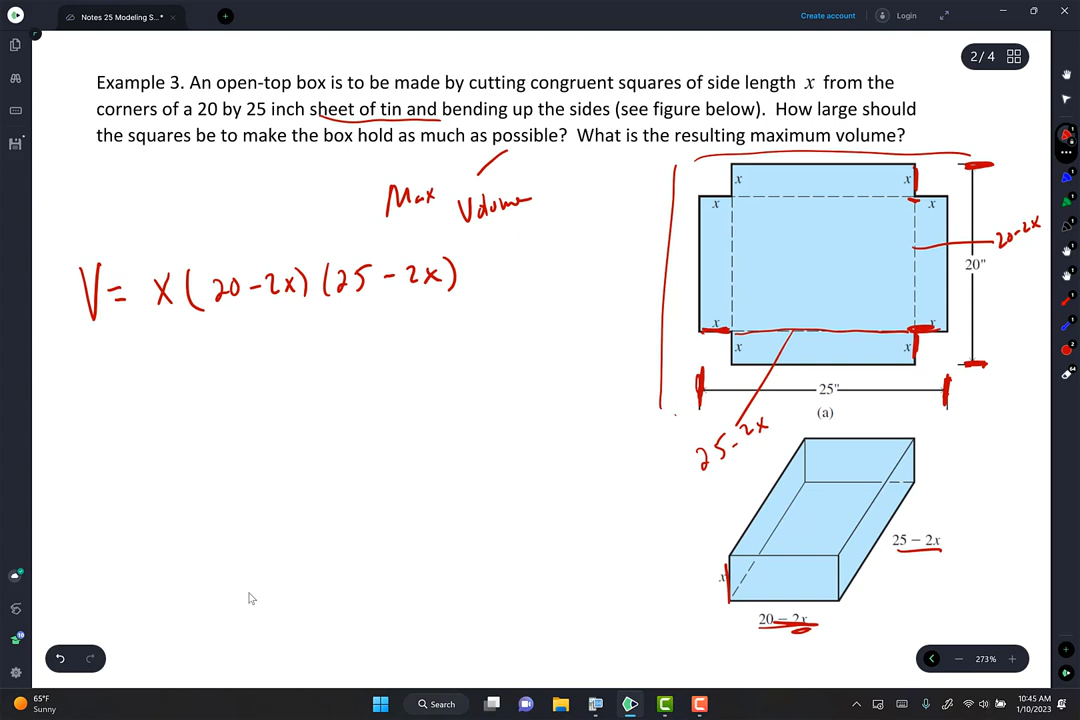 Notes 25 Modeling S...*
Create account
Login
2/4
Example 3. An open-top box is to be made by cutting congruent squares of side length x from the
corners of a 20 by 25 inch sheet of tin and bending up the sides (see figure below). How large should
the squares be to make the box hold as much as possible? What is the resulting maximum volume?
Max Volume
V= x(20-2x)(25-2x)
x
x
x
x
20-2x
20"
x
x
x
x
25"
(a)
25-2x
25 − 2x
x
20 − 2x
273%
65°F
Sunny
Search
10:45 AM
1/10/2023